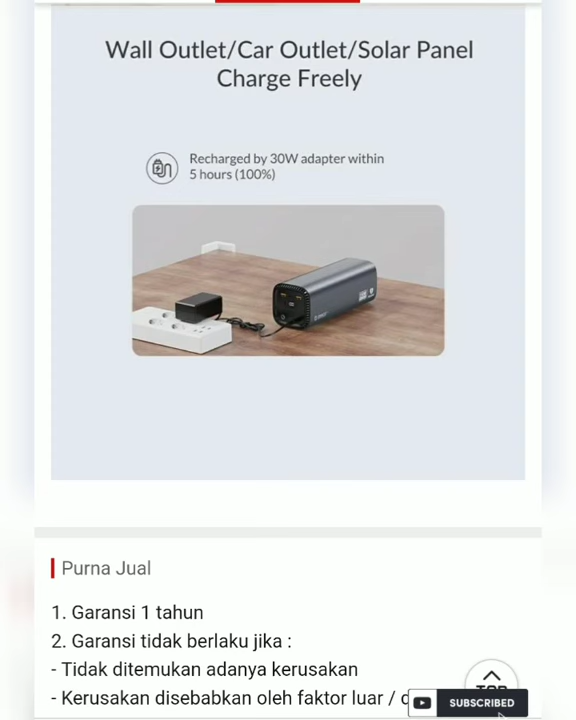 Wall Outlet/Car Outlet/Solar Panel
Charge Freely
Recharged by 30W adapter within
5 hours (100%)
Purna Jual
1. Garansi 1 tahun
2. Garansi tidak berlaku jika :
- Tidak ditemukan adanya kerusakan
- Kerusakan disebabkan oleh faktor luar /
TOP
SUBSCRIBED